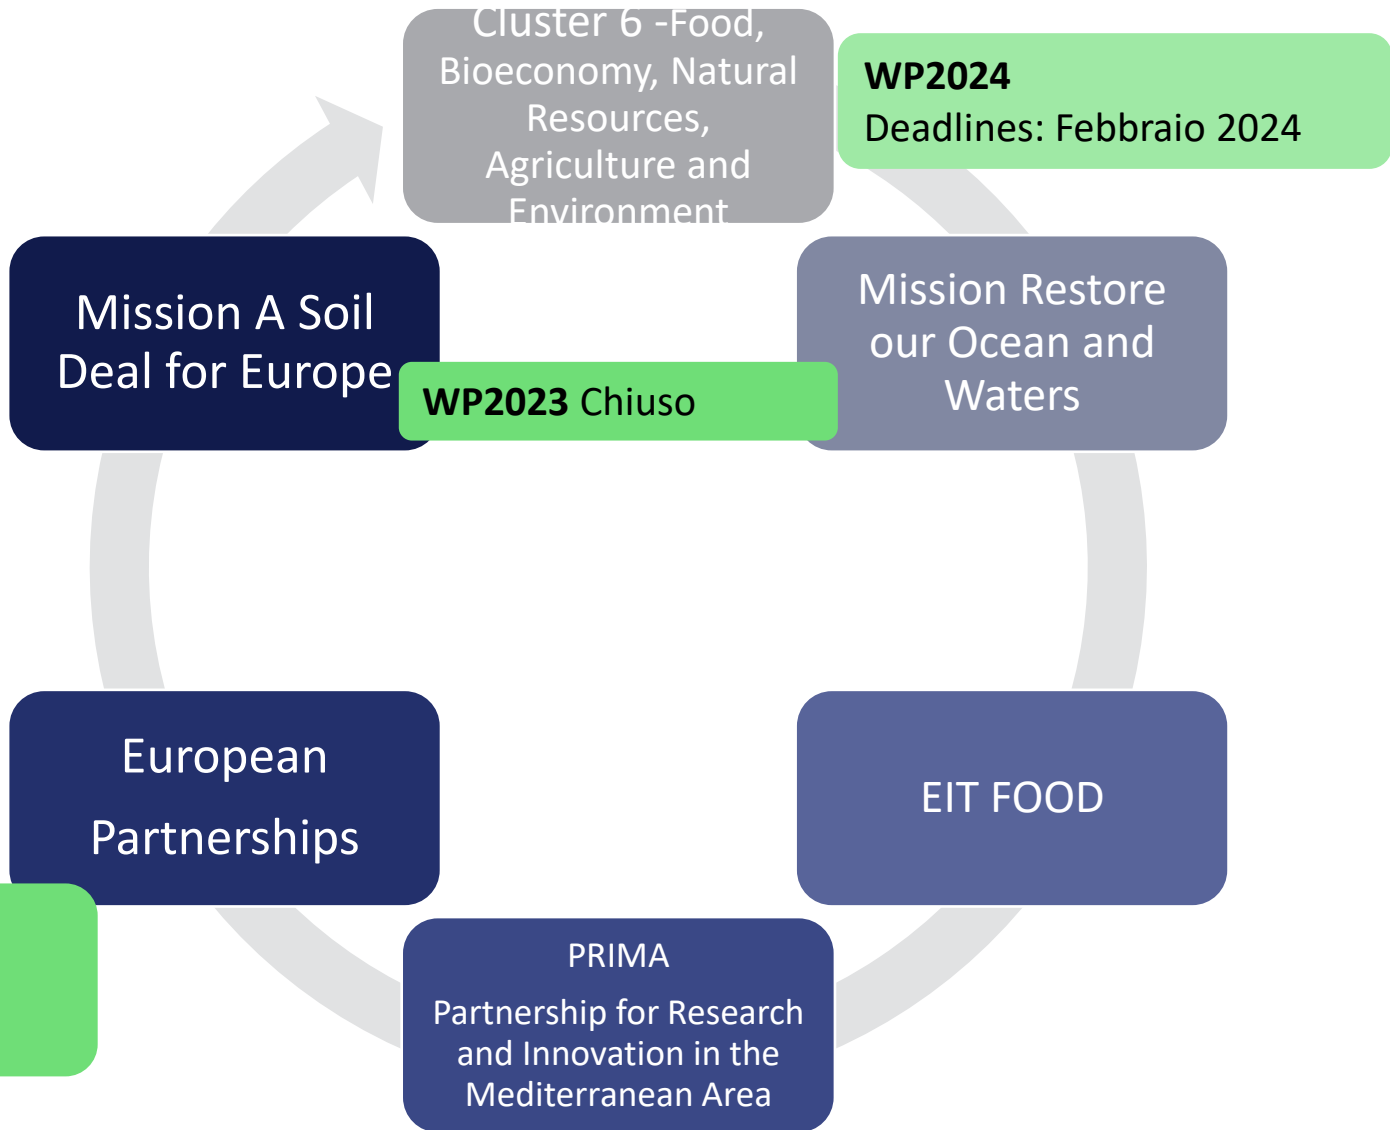 Cluster 6 -Food,
Bioeconomy, Natural
Resources,
Agriculture and
Environment
WP2024
Deadlines: Febbraio 2024
Mission A Soil
Deal for Europe
WP2023 Chiuso
Mission Restore
our Ocean and
Waters
European
Partnerships
EIT FOOD
PRIMA
Partnership for Research
and Innovation in the
Mediterranean Area